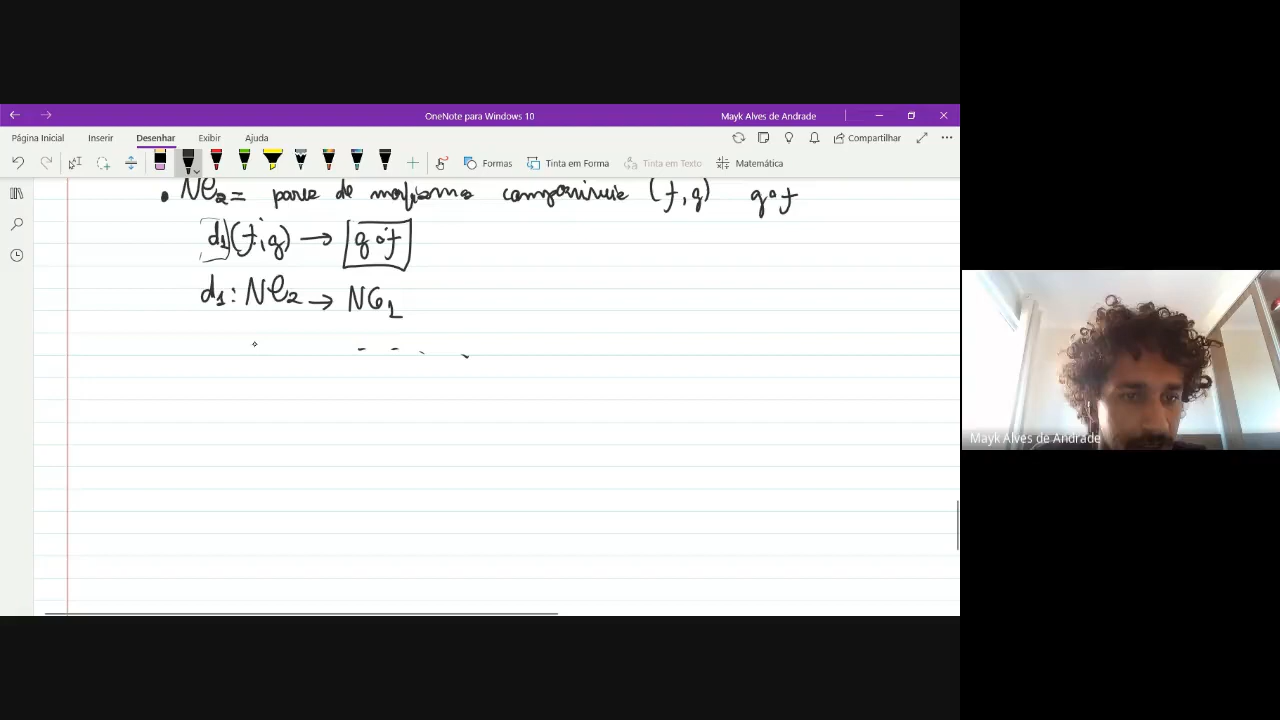 OneNote para Windows 10
Mayk Alves de Andrade
Página Inicial Inserir Desenhar Exibir Ajuda
Compartilhar
Formas Tinta em Forma Tinta em Texto Matemática
• NC₂ = pares de morfismos componíveis (f,g) g∘f
d₁(f,g) → g∘f
d₁: NC₂ → NC₁
Mayk Alves de Andrade